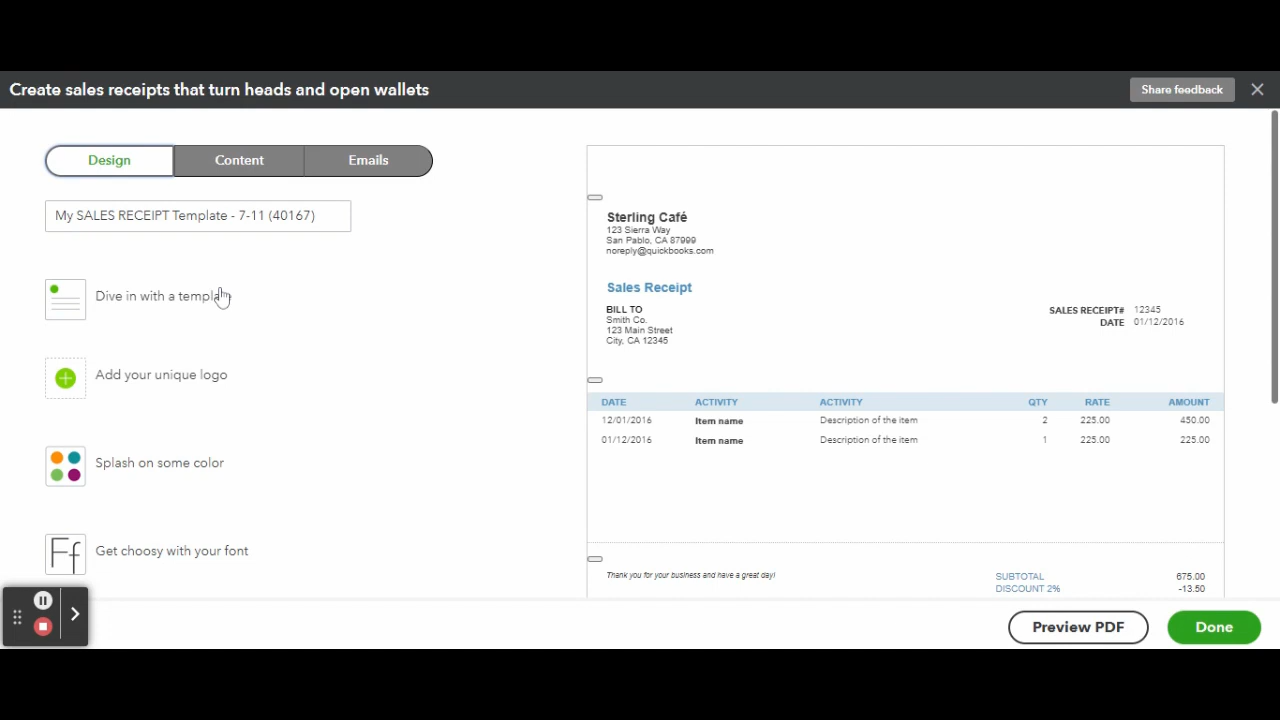 Create sales receipts that turn heads and open wallets
Share feedback
Design Content Emails
My SALES RECEIPT Template - 7-11 (40167)
Dive in with a template
Add your unique logo
Splash on some color
Ff
Get choosy with your font
Sterling Café
123 Sierra Way
San Pablo, CA 87999
noreply@quickbooks.com
Sales Receipt
BILL TO
Smith Co.
123 Main Street
City, CA 12345
SALES RECEIPT# 12345
DATE 01/12/2016
DATE ACTIVITY ACTIVITY QTY RATE AMOUNT
12/01/2016 Item name Description of the item 2 225.00 450.00
01/12/2016 Item name Description of the item 1 225.00 225.00
Thank you for your business and have a great day!
SUBTOTAL 675.00
DISCOUNT 2% -13.50
Preview PDF Done